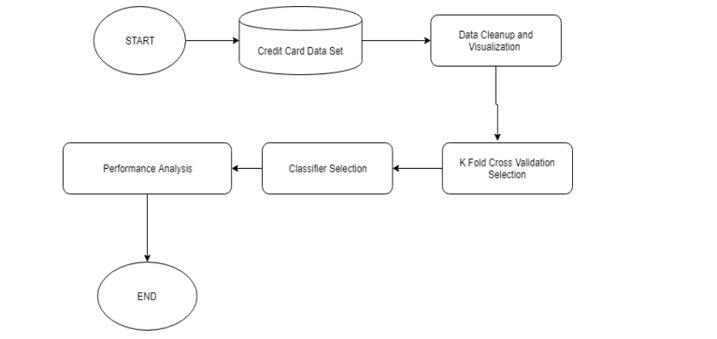 START
Credit Card Data Set
Data Cleanup and
Visualization
K Fold Cross Validation
Selection
Classifier Selection
Performance Analysis
END